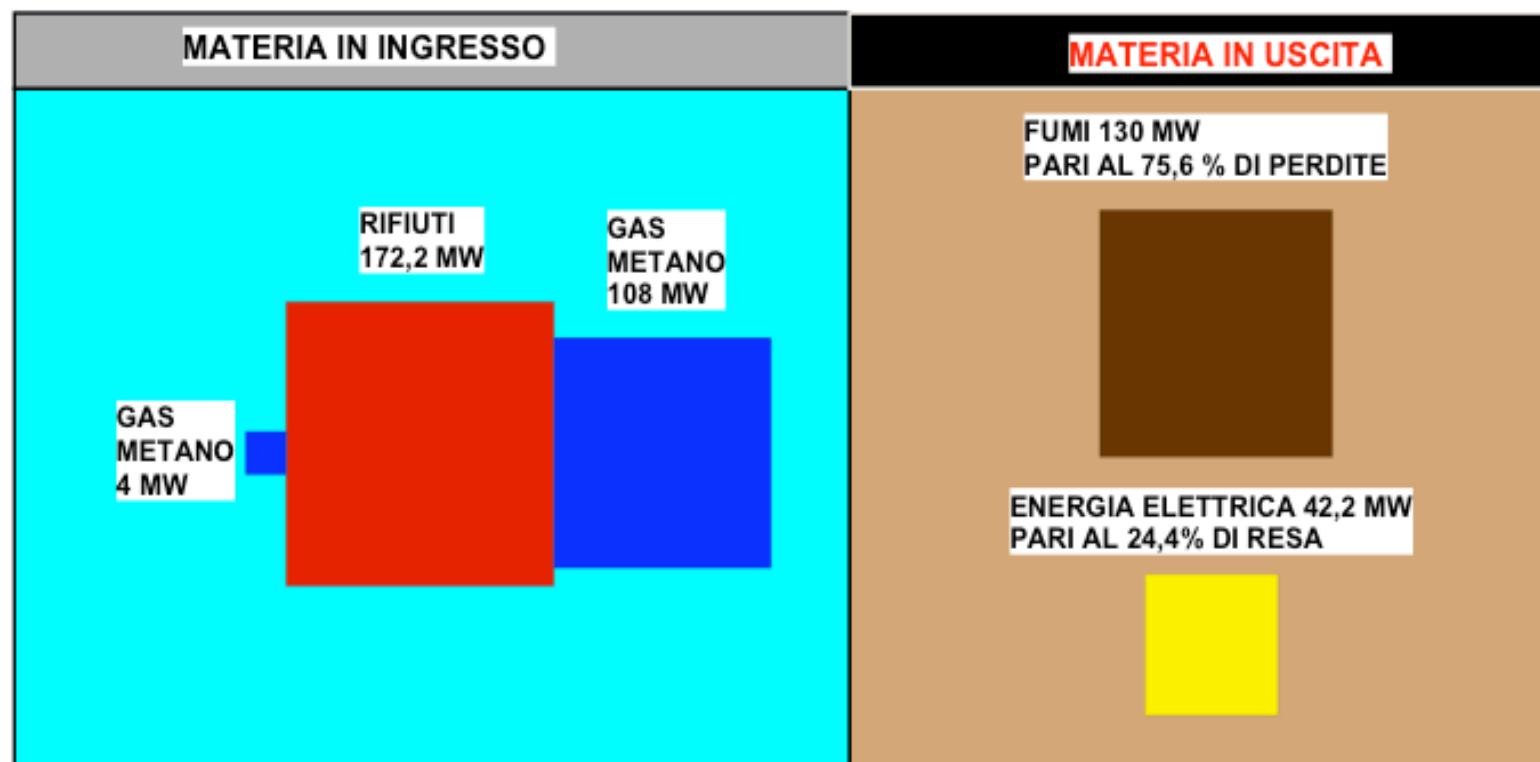 MATERIA IN INGRESSO
MATERIA IN USCITA
FUMI 130 MW
PARI AL 75,6 % DI PERDITE
RIFIUTI
172,2 MW
GAS
METANO
108 MW
GAS
METANO
4 MW
ENERGIA ELETTRICA 42,2 MW
PARI AL 24,4% DI RESA